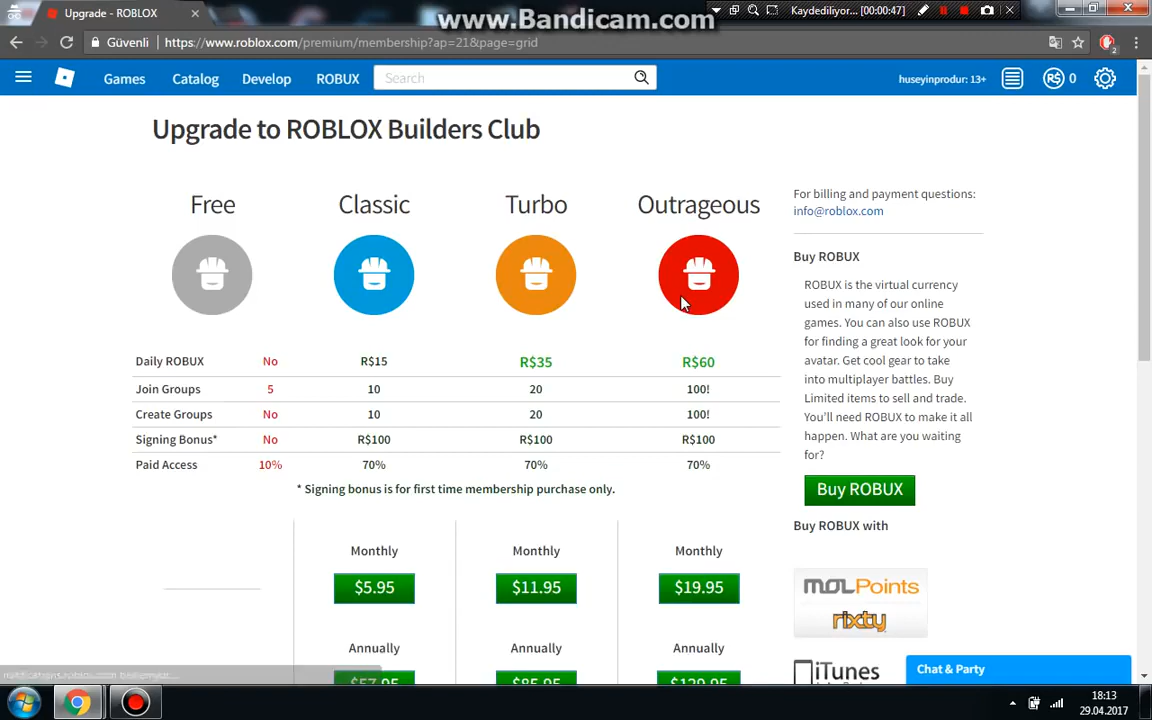 Upgrade - ROBLOX
www.Bandicam.com
Kaydediliyor... [00:00:47]
Güvenli
https://www.roblox.com/premium/membership?ap=21&page=grid
2
Games Catalog Develop ROBUX Search huseyinprodur: 13+ R$ 0
Upgrade to ROBLOX Builders Club
Free Classic Turbo Outrageous
Daily ROBUX No R$15 R$35 R$60
Join Groups 5 10 20 100!
Create Groups No 10 20 100!
Signing Bonus* No R$100 R$100 R$100
Paid Access 10% 70% 70% 70%
* Signing bonus is for first time membership purchase only.
Monthly Monthly Monthly
$5.95 $11.95 $19.95
Annually Annually Annually
$57.95 $85.95 $129.95
For billing and payment questions:
info@roblox.com
Buy ROBUX
ROBUX is the virtual currency
used in many of our online
games. You can also use ROBUX
for finding a great look for your
avatar. Get cool gear to take
into multiplayer battles. Buy
Limited items to sell and trade.
You'll need ROBUX to make it all
happen. What are you waiting
for?
Buy ROBUX
Buy ROBUX with
MOLPoints
rixty
iTunes
Chat & Party
18:13
29.04.2017